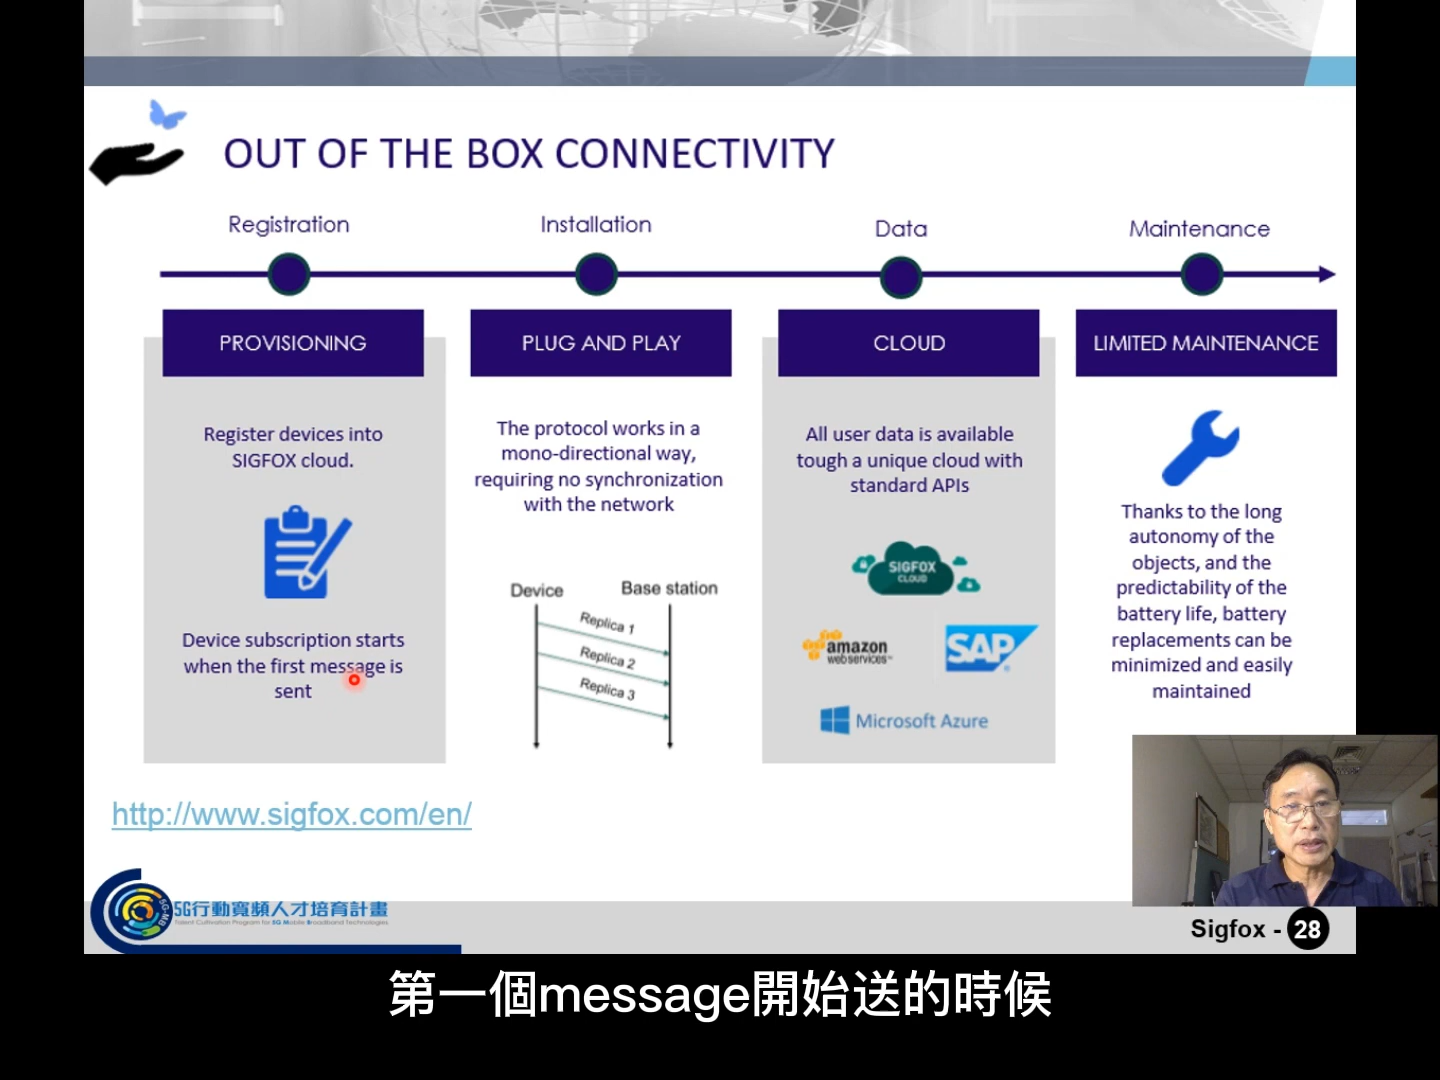 OUT OF THE BOX CONNECTIVITY
Registration
Installation
Data
Maintenance
PROVISIONING
PLUG AND PLAY
CLOUD
LIMITED MAINTENANCE
Register devices into
SIGFOX cloud.
Device subscription starts
when the first message is
sent
The protocol works in a
mono-directional way,
requiring no synchronization
with the network
Device
Base station
Replica 1
Replica 2
Replica 3
All user data is available
tough a unique cloud with
standard APIs
SIGFOX
CLOUD
amazon
webservices™
SAP
Microsoft Azure
Thanks to the long
autonomy of the
objects, and the
predictability of the
battery life, battery
replacements can be
minimized and easily
maintained
http://www.sigfox.com/en/
5G-MB
5G行動寬頻人才培育計畫
Talent Cultivation Program for 5G Mobile Broadband Technologies
Sigfox - 28
第一個message開始送的時候